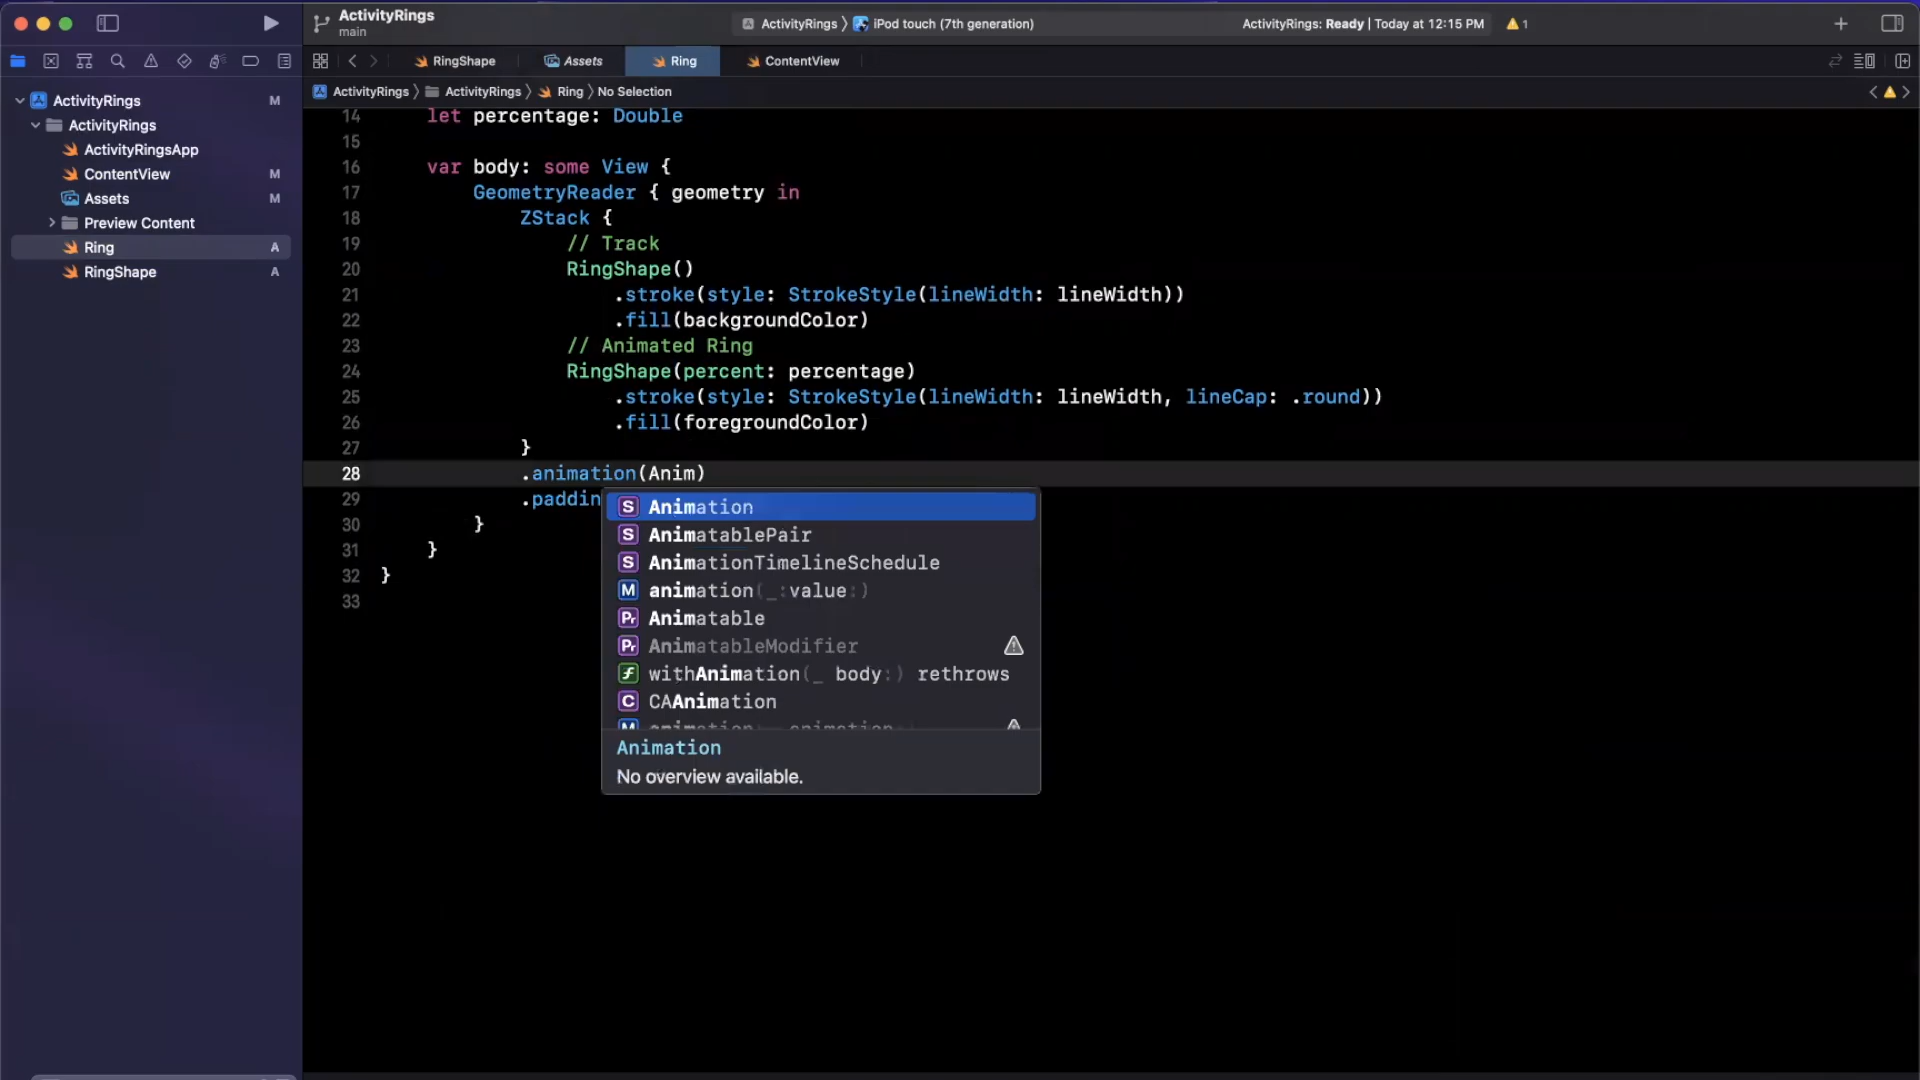 ActivityRings
main
ActivityRings 〉 iPod touch (7th generation)
ActivityRings: Ready | Today at 12:15 PM
1
RingShape
Assets
Ring
ContentView
ActivityRings 〉 ActivityRings 〉 Ring 〉 No Selection
ActivityRings M
ActivityRings
ActivityRingsApp
ContentView M
Assets M
Preview Content
Ring A
RingShape A
14 let percentage: Double
15
16 var body: some View {
17 GeometryReader { geometry in
18 ZStack {
19 // Track
20 RingShape()
21 .stroke(style: StrokeStyle(lineWidth: lineWidth))
22 .fill(backgroundColor)
23 // Animated Ring
24 RingShape(percent: percentage)
25 .stroke(style: StrokeStyle(lineWidth: lineWidth, lineCap: .round))
26 .fill(foregroundColor)
27 }
28 .animation(Anim)
29 .paddin
30 }
31 }
32 }
33
S Animation
S AnimatablePair
S AnimationTimelineSchedule
M animation(_:value:)
Pr Animatable
Pr AnimatableModifier
f withAnimation(_ body:) rethrows
C CAAnimation
Animation
No overview available.